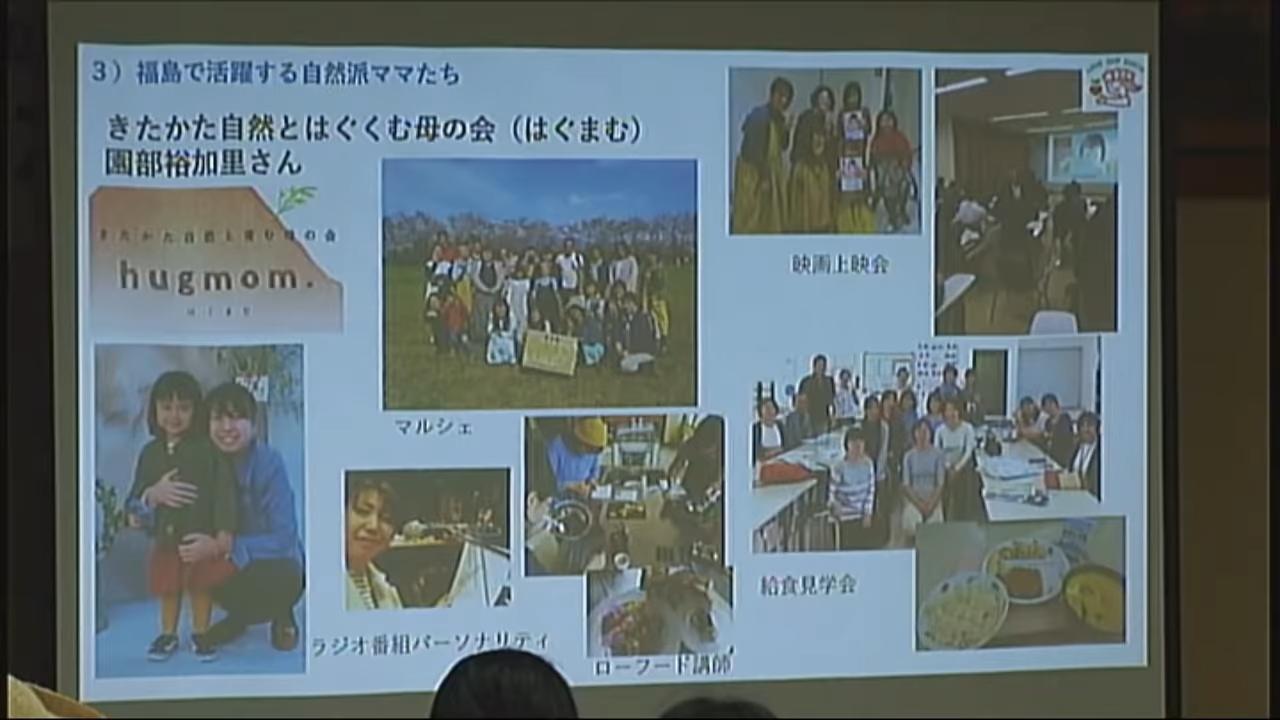 3）福島で活躍する自然派ママたち
きたかた自然とはぐくむ母の会（はぐまむ）
園部裕加里さん
きたかた自然と育む母の会
hugmom.
はぐまむ
マルシェ
映画上映会
ラジオ番組パーソナリティ
ローフード講師
給食見学会